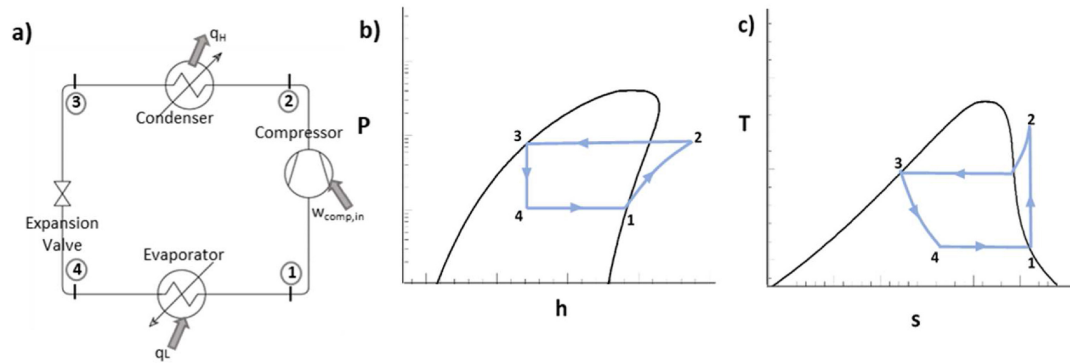 a)
qH
3
2
Condenser
Compressor
wcomp,in
Expansion
Valve
4
Evaporator
1
qL
b)
P
3
2
4
1
h
c)
T
2
3
4
1
s